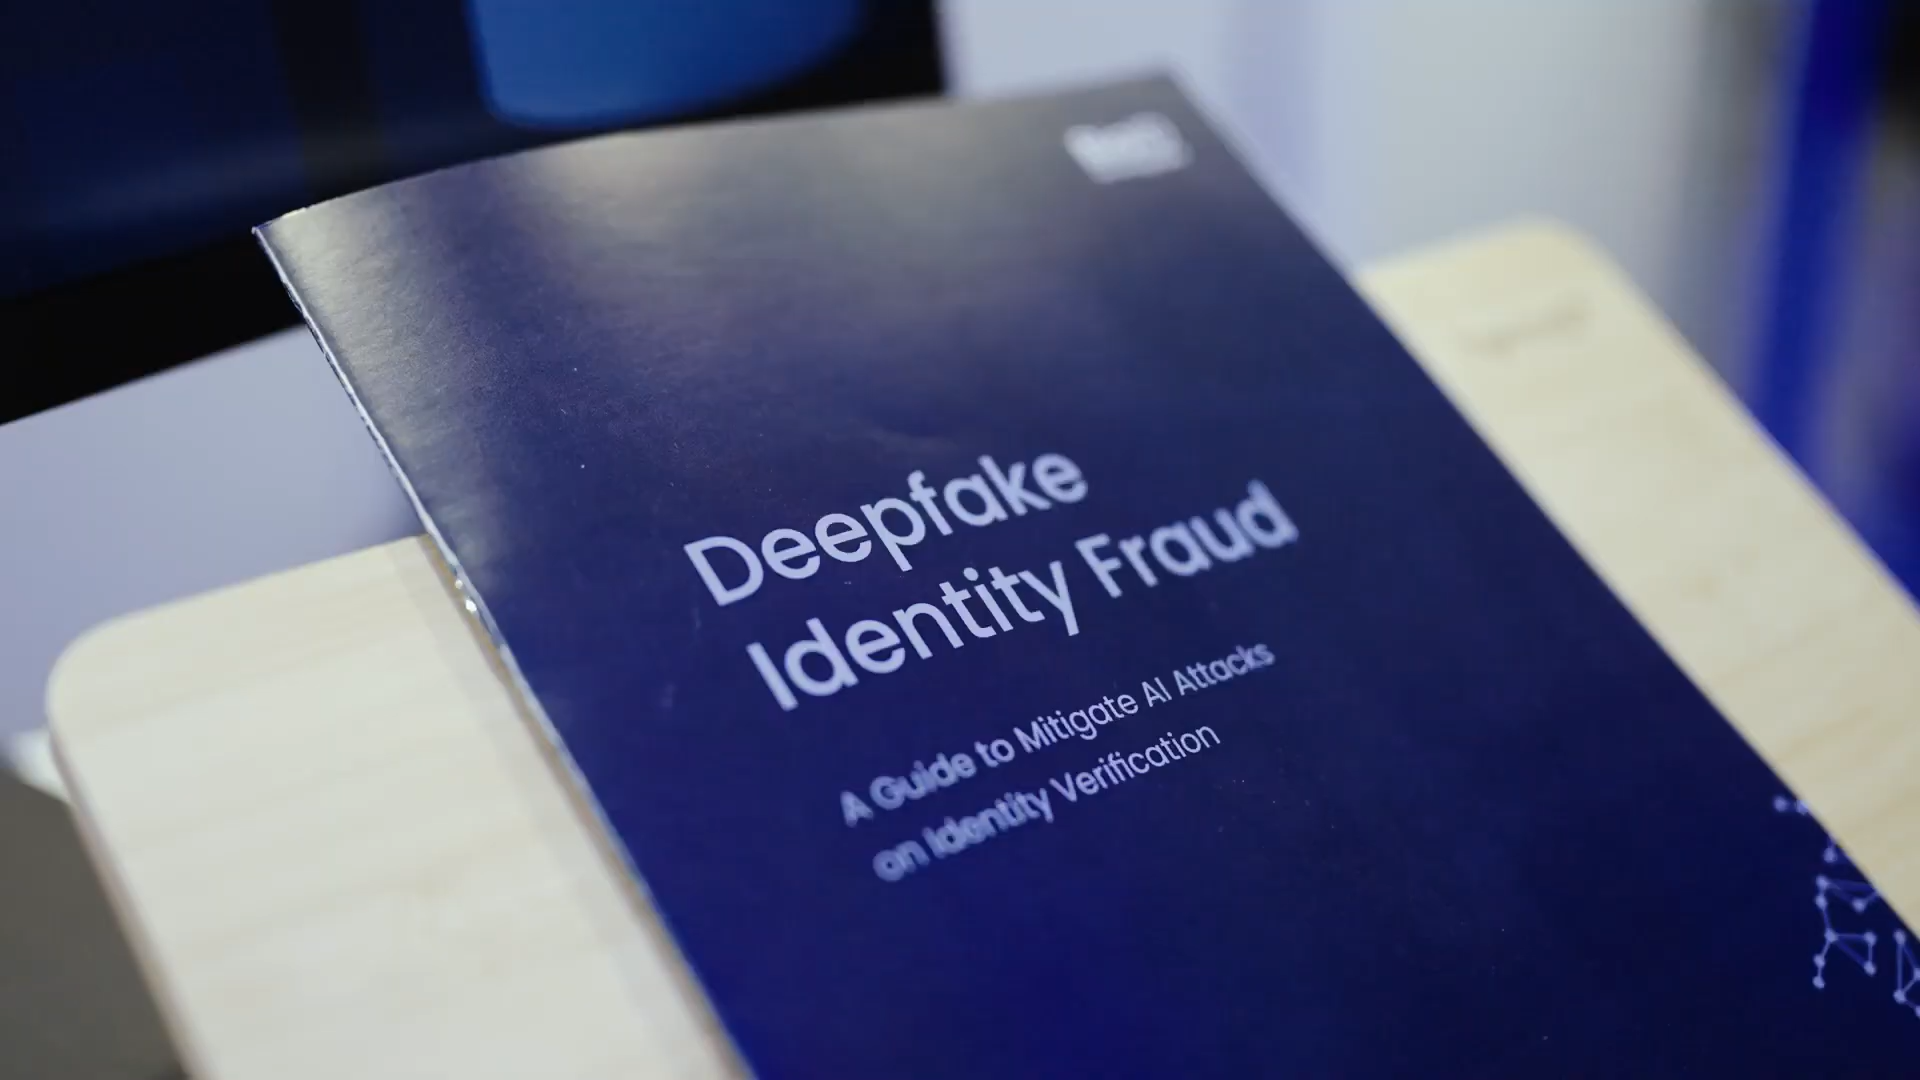 Deepfake
Identity Fraud
A Guide to Mitigate AI Attacks
on Identity Verification